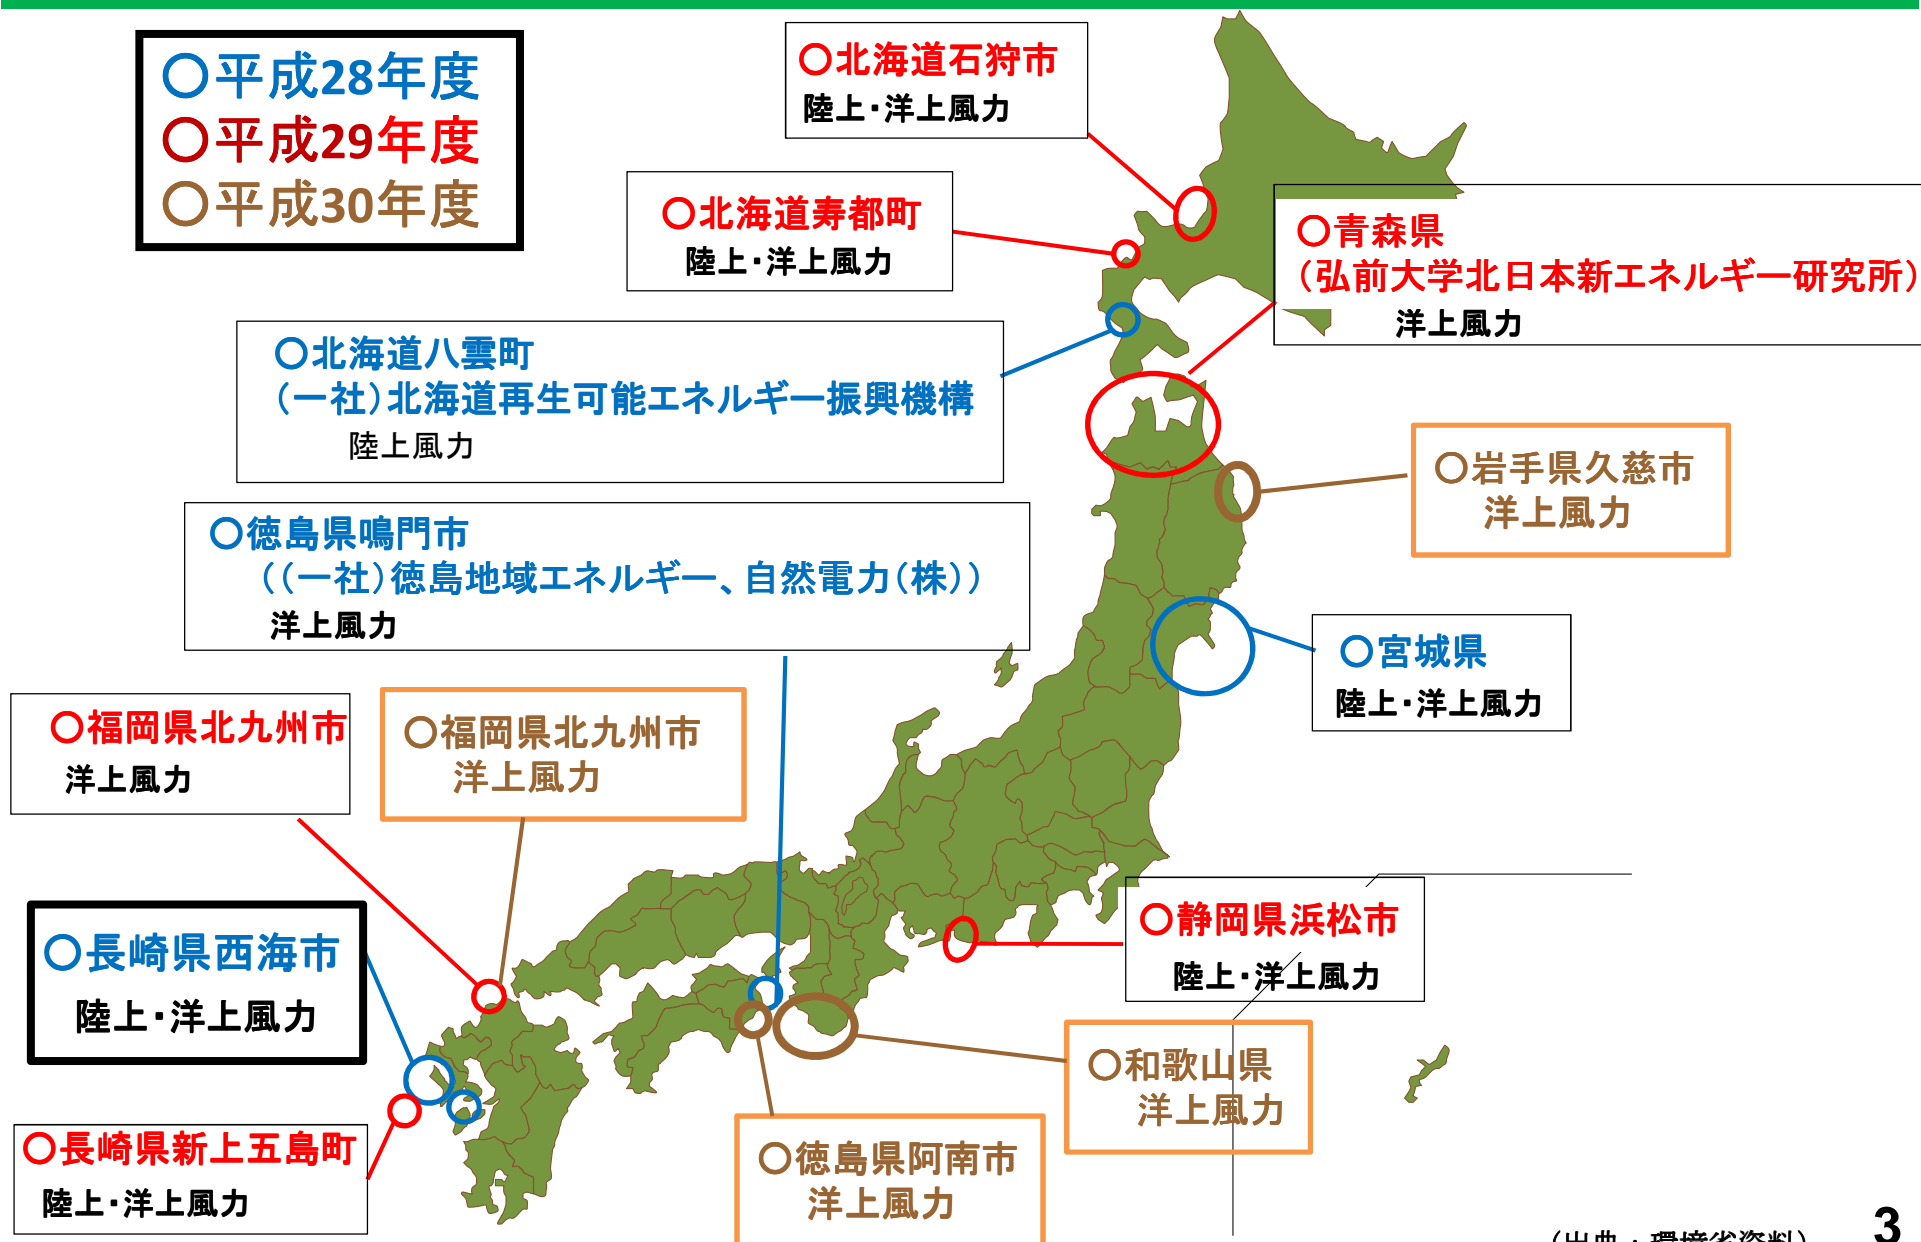 ○平成28年度
○平成29年度
○平成30年度
○北海道石狩市
陸上・洋上風力
○北海道寿都町
陸上・洋上風力
○青森県
（弘前大学北日本新エネルギー研究所）
洋上風力
○北海道八雲町
（一社）北海道再生可能エネルギー振興機構
陸上風力
○岩手県久慈市
洋上風力
○徳島県鳴門市
（（一社）徳島地域エネルギー、自然電力（株））
洋上風力
○宮城県
陸上・洋上風力
○福岡県北九州市
洋上風力
○福岡県北九州市
洋上風力
○長崎県西海市
陸上・洋上風力
○静岡県浜松市
陸上・洋上風力
○和歌山県
洋上風力
○長崎県新上五島町
陸上・洋上風力
○徳島県阿南市
洋上風力
（出典：環境省資料）
3